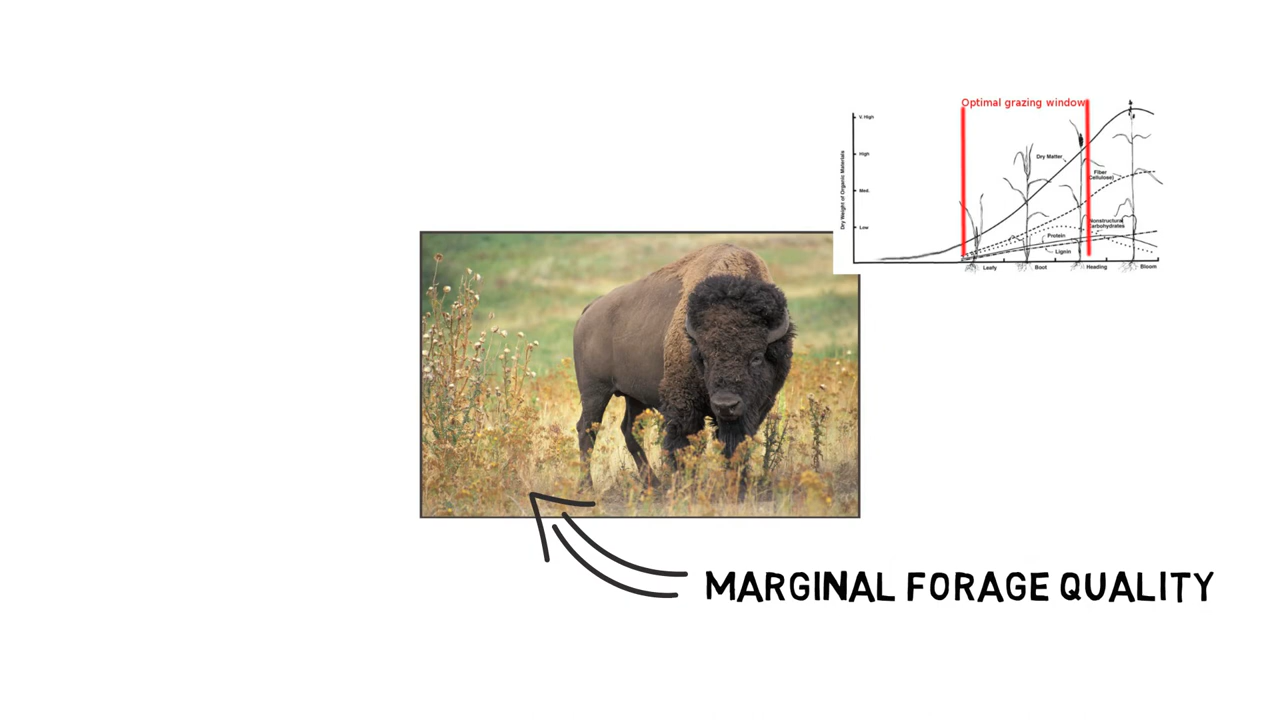 Optimal grazing window
V. High
High
Med.
Low
Dry Weight of Organic Materials
Dry Matter
Fiber
(Cellulose)
Nonstructural
Carbohydrates
Protein
Lignin
Leafy
Boot
Heading
Bloom
MARGINAL FORAGE QUALITY